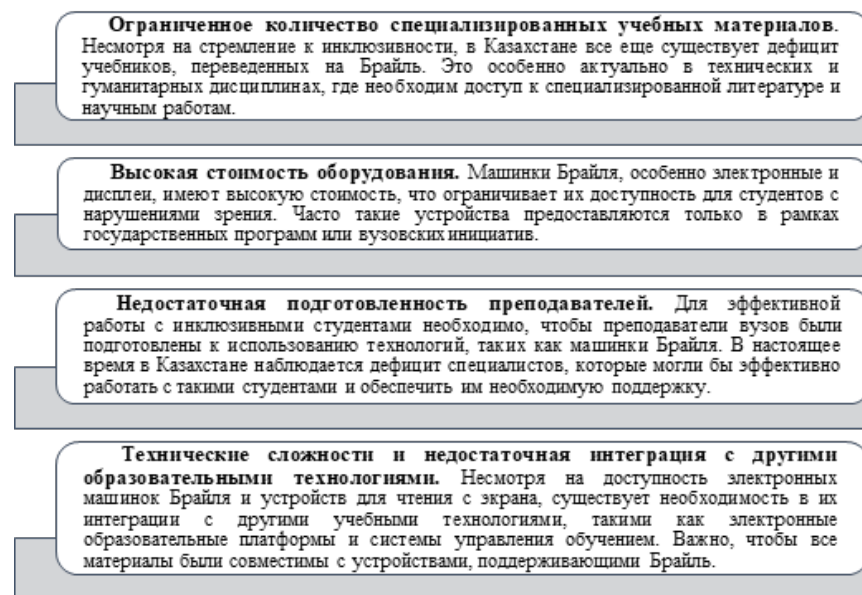 Ограниченное количество специализированных учебных материалов.
Несмотря на стремление к инклюзивности, в Казахстане все еще существует дефицит
учебников, переведенных на Брайль. Это особенно актуально в технических и
гуманитарных дисциплинах, где необходим доступ к специализированной литературе и
научным работам.
Высокая стоимость оборудования. Машинки Брайля, особенно электронные и
дисплеи, имеют высокую стоимость, что ограничивает их доступность для студентов с
нарушениями зрения. Часто такие устройства предоставляются только в рамках
государственных программ или вузовских инициатив.
Недостаточная подготовленность преподавателей. Для эффективной
работы с инклюзивными студентами необходимо, чтобы преподаватели вузов были
подготовлены к использованию технологий, таких как машинки Брайля. В настоящее
время в Казахстане наблюдается дефицит специалистов, которые могли бы эффективно
работать с такими студентами и обеспечить им необходимую поддержку.
Технические сложности и недостаточная интеграция с другими
образовательными технологиями. Несмотря на доступность электронных
машинок Брайля и устройств для чтения с экрана, существует необходимость в их
интеграции с другими учебными технологиями, такими как электронные
образовательные платформы и системы управления обучением. Важно, чтобы все
материалы были совместимы с устройствами, поддерживающими Брайль.